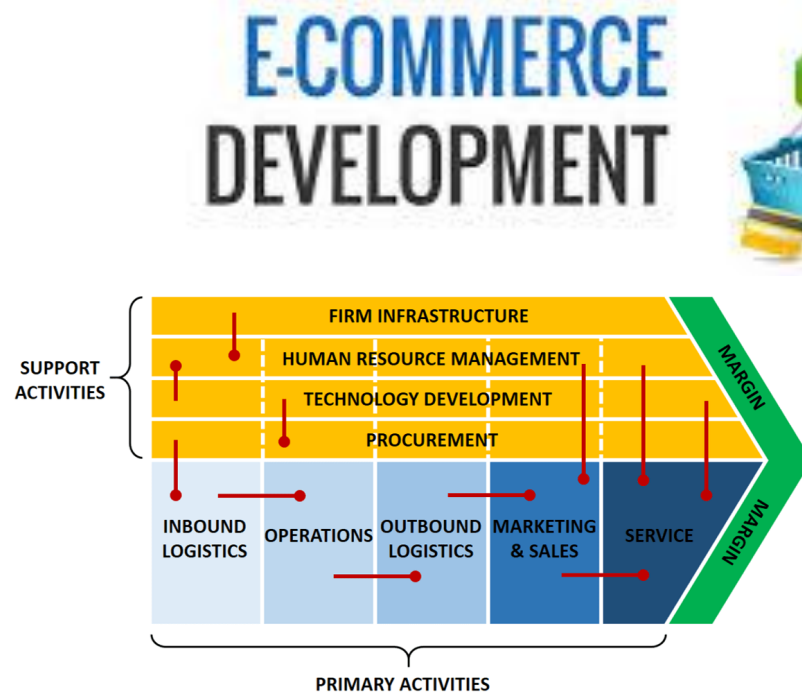 E-COMMERCE
DEVELOPMENT
SUPPORT
ACTIVITIES
FIRM INFRASTRUCTURE
HUMAN RESOURCE MANAGEMENT
TECHNOLOGY DEVELOPMENT
PROCUREMENT
MARGIN
INBOUND
LOGISTICS
OPERATIONS
OUTBOUND
LOGISTICS
MARKETING
& SALES
SERVICE
MARGIN
PRIMARY ACTIVITIES